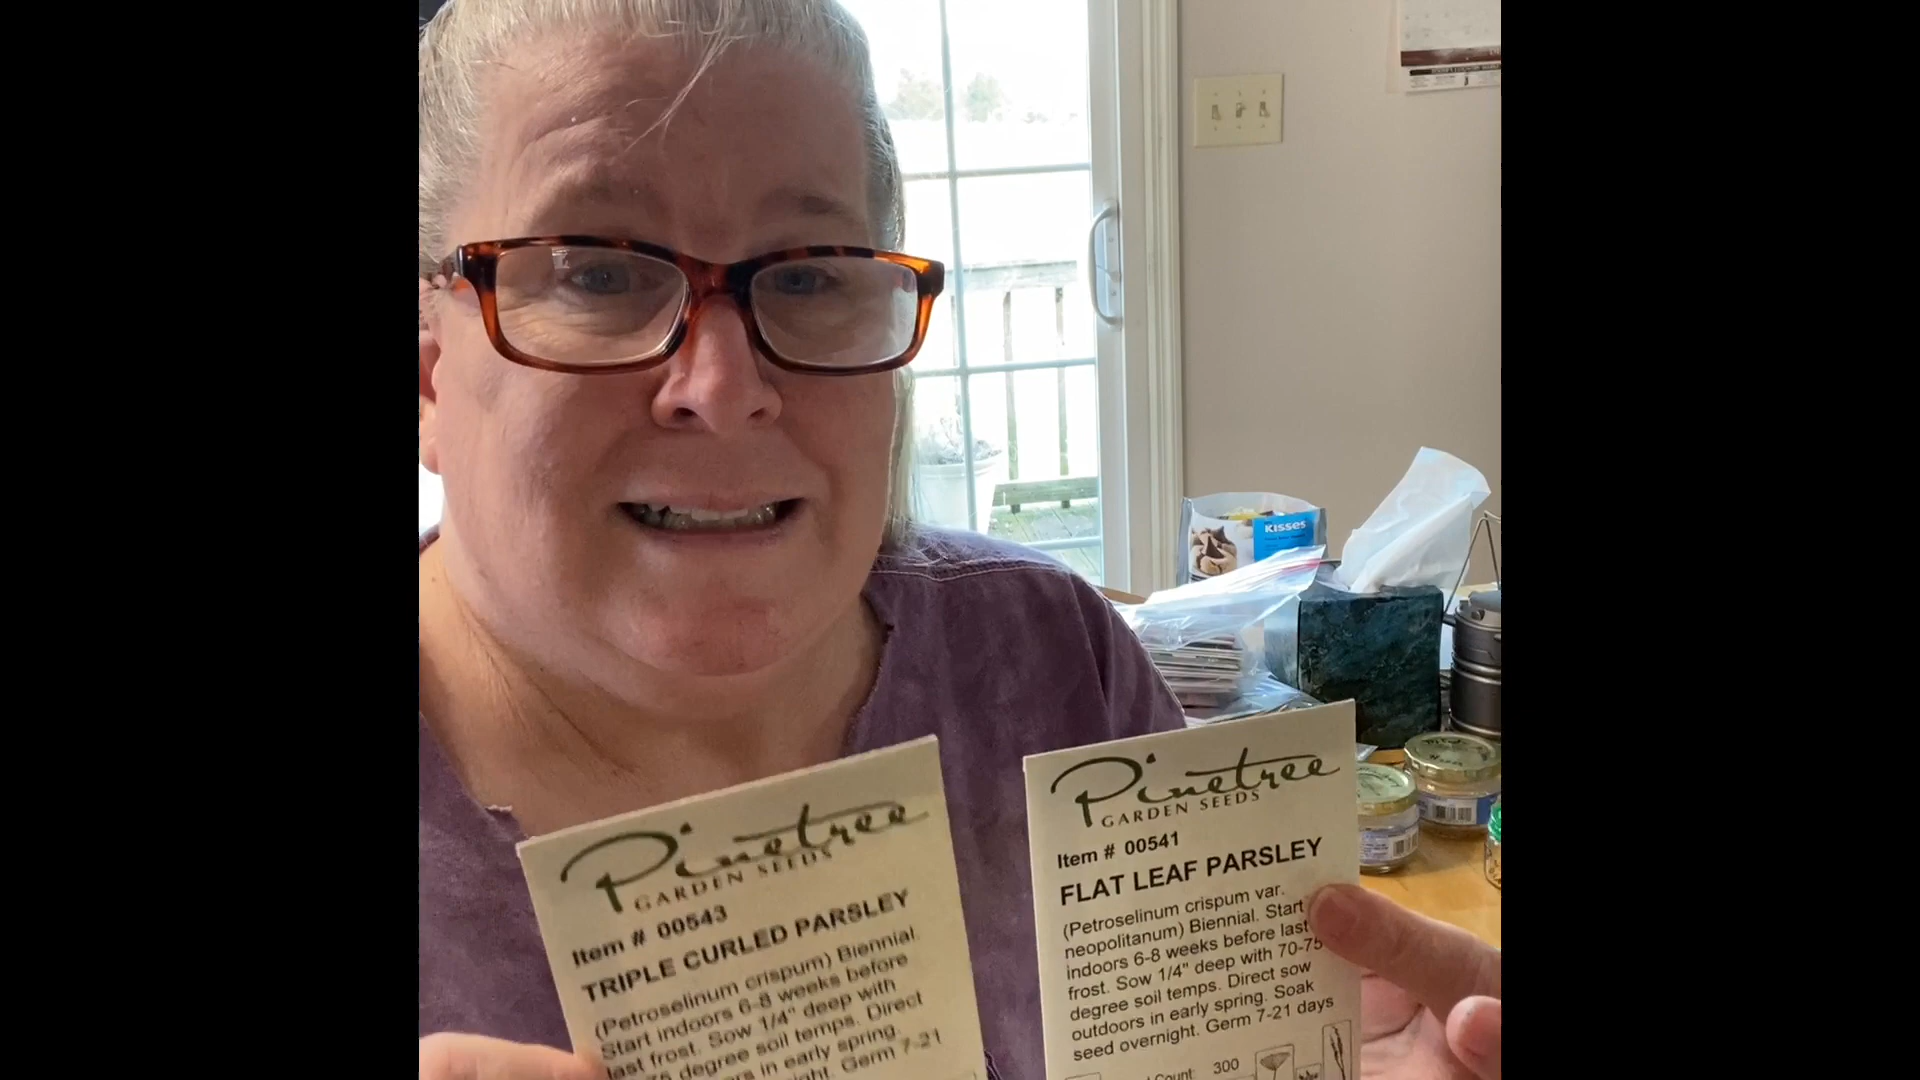 KISSES
Pinetree
GARDEN SEEDS
Item # 00543
TRIPLE CURLED PARSLEY
(Petroselinum crispum) Biennial.
Start indoors 6-8 weeks before
last frost. Sow 1/4" deep with
degree soil temps. Direct
in early spring.
Germ 7-21
Pinetree
GARDEN SEEDS
Item # 00541
FLAT LEAF PARSLEY
(Petroselinum crispum var.
neopolitanum) Biennial. Start
indoors 6-8 weeks before last
frost. Sow 1/4" deep with 70-75
degree soil temps. Direct sow
outdoors in early spring. Soak
seed overnight. Germ 7-21 days
Count: 300